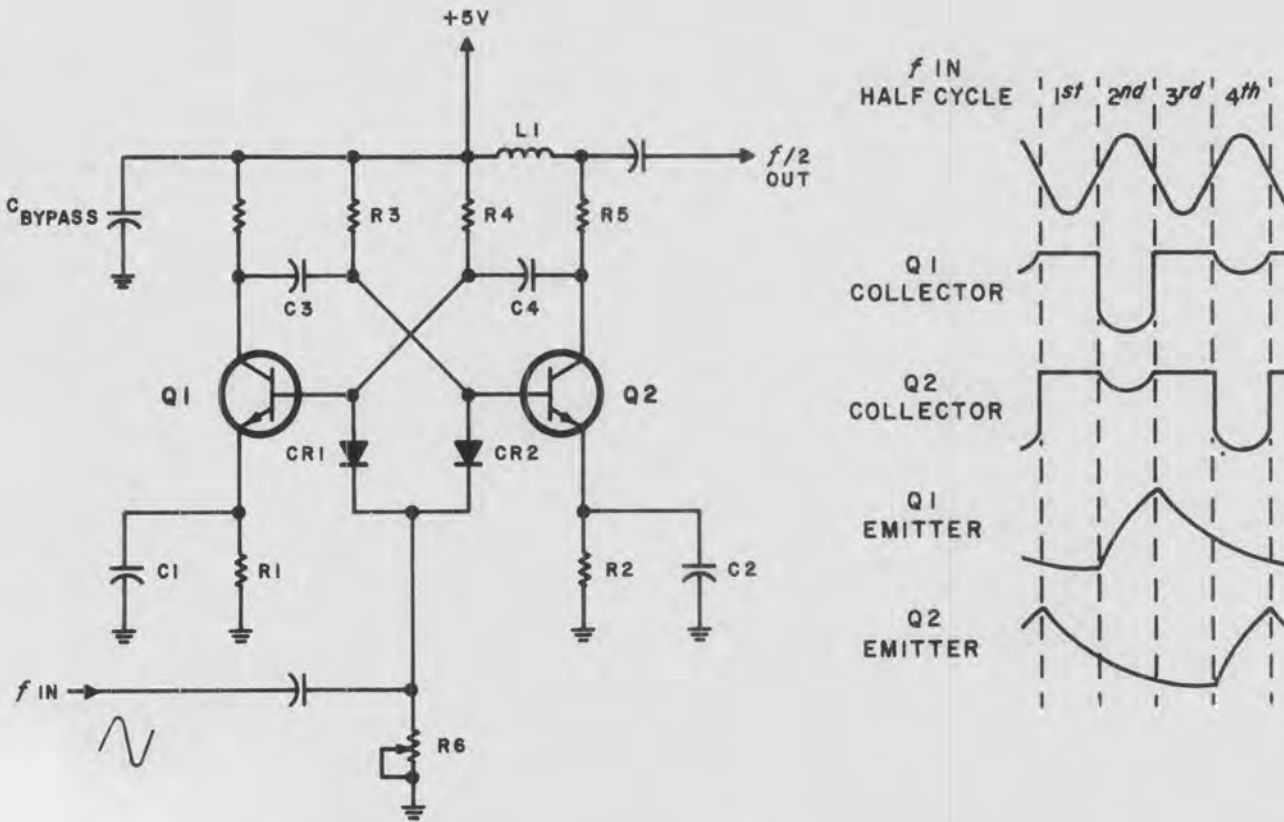 +5V
L1
f/2
OUT
CBYPASS
R3
R4
R5
C3
C4
Q1
Q2
CR1
CR2
C1
R1
R2
C2
f IN
R6
f IN
HALF CYCLE
1st
2nd
3rd
4th
Q1
COLLECTOR
Q2
COLLECTOR
Q1
EMITTER
Q2
EMITTER